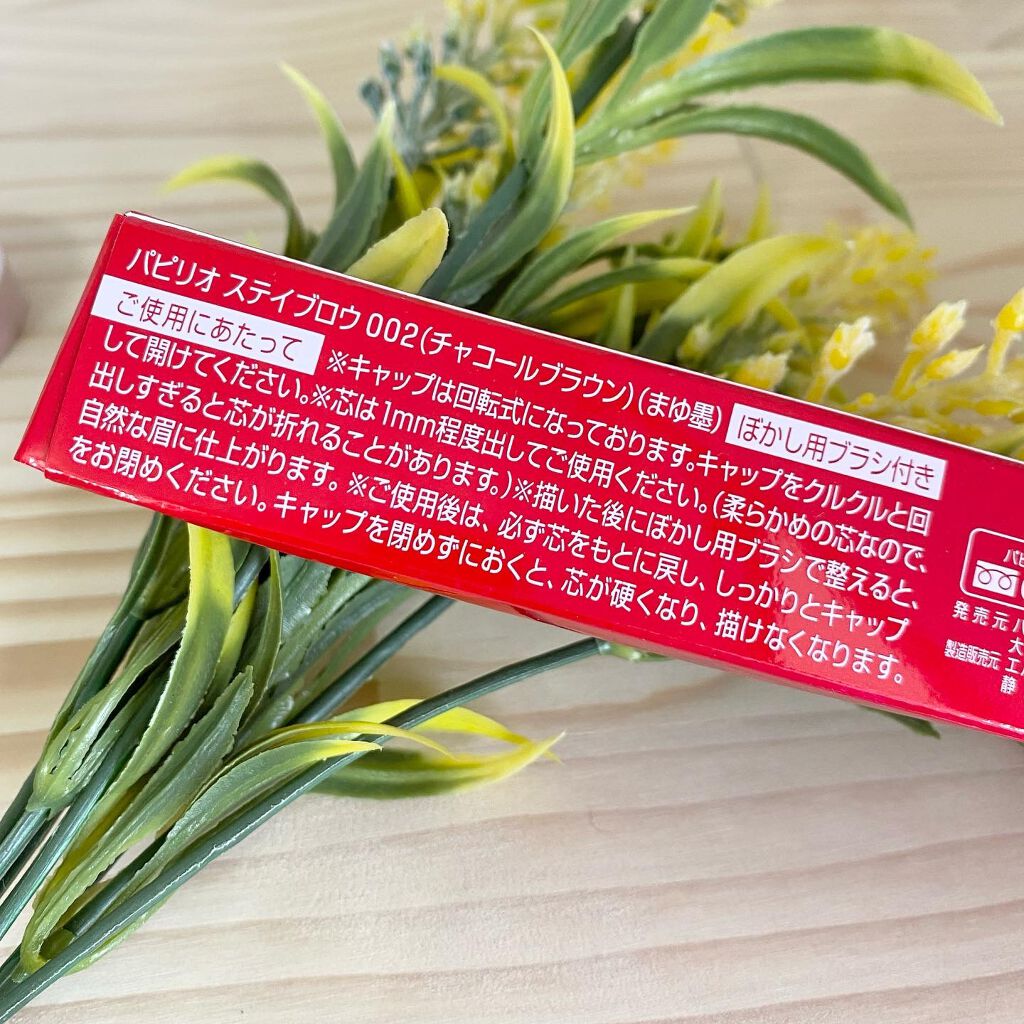 パピリオ ステイブロウ 002(チャコールブラウン)(まゆ墨) ぼかし用ブラシ付き
ご使用にあたって ※キャップは回転式になっております。キャップをクルクルと回
して開けてください。※芯は1mm程度出してご使用ください。(柔らかめの芯なので、
出しすぎると芯が折れることがあります。)※描いた後にぼかし用ブラシで整えると、
自然な眉に仕上がります。※ご使用後は、必ず芯をもとに戻し、しっかりとキャップ
をお閉めください。キャップを閉めずにおくと、芯が硬くなり、描けなくなります。
発売元
製造販売元